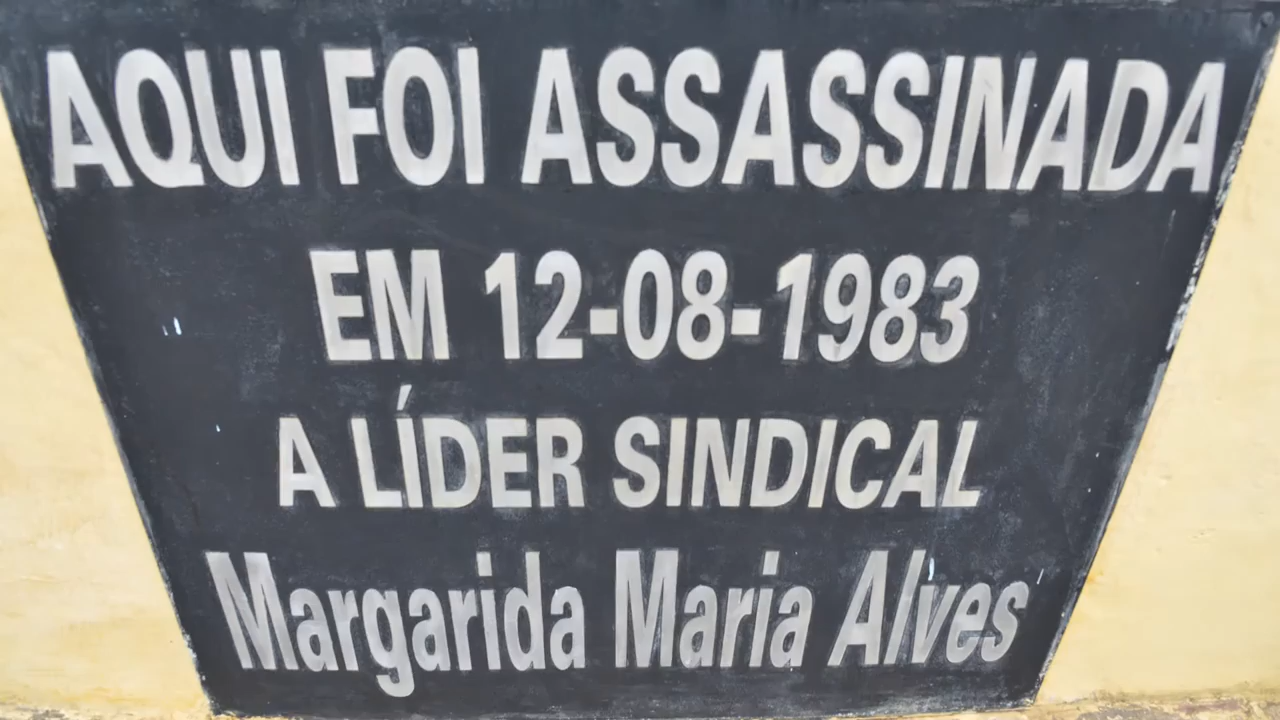 AQUI FOI ASSASSINADA
EM 12-08-1983
A LÍDER SINDICAL
Margarida Maria Alves